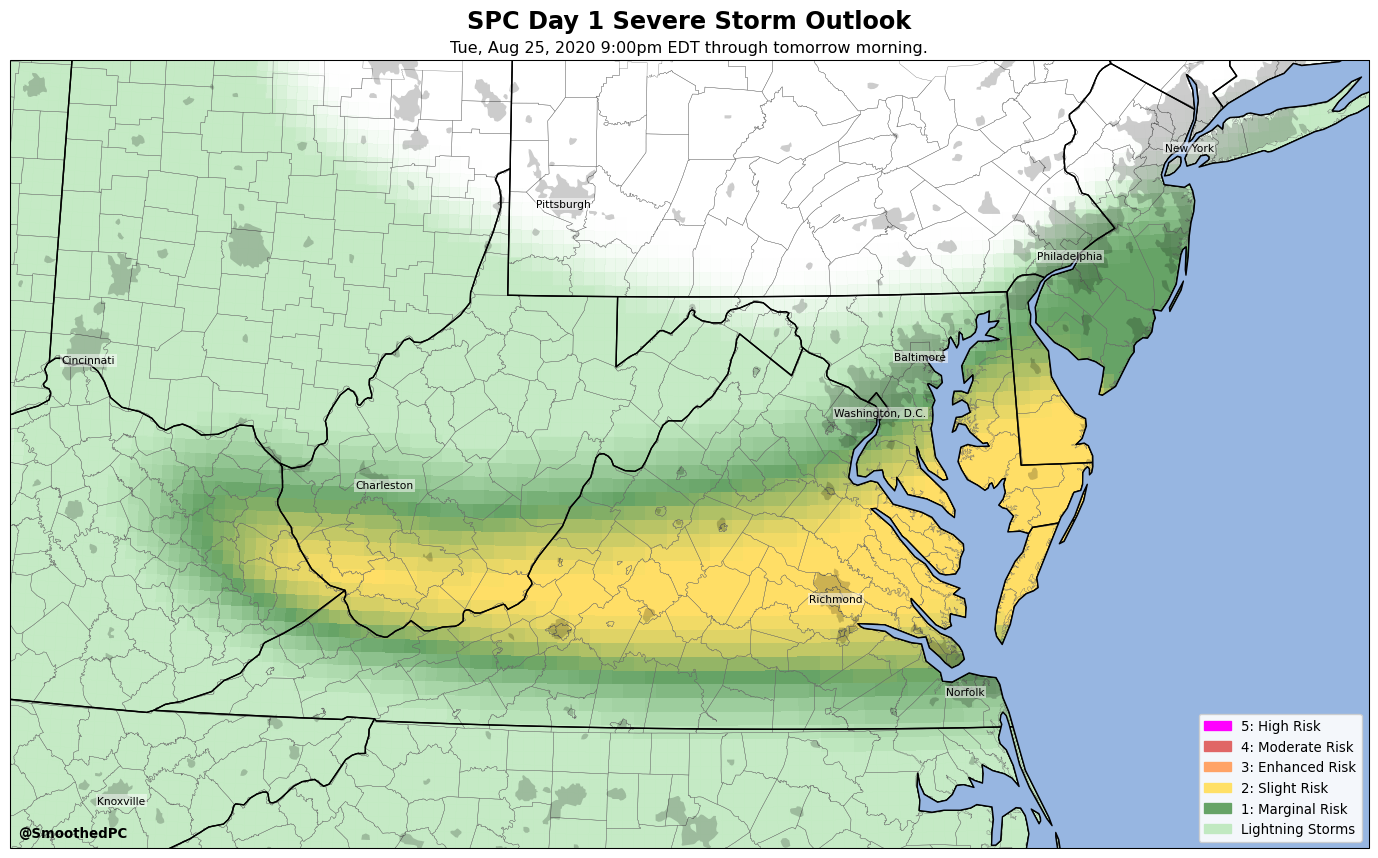 SPC Day 1 Severe Storm Outlook
Tue, Aug 25, 2020 9:00pm EDT through tomorrow morning.
New York
Pittsburgh
Philadelphia
Cincinnati
Baltimore
Washington, D.C.
Charleston
Richmond
Norfolk
Knoxville
5: High Risk
4: Moderate Risk
3: Enhanced Risk
2: Slight Risk
1: Marginal Risk
Lightning Storms
@SmoothedPC